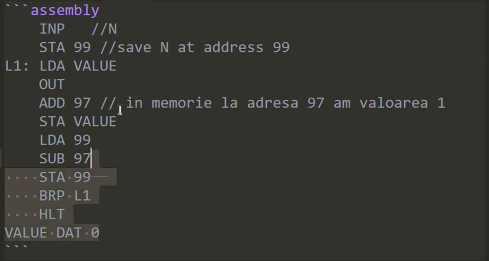 ```assembly
    INP   //N
    STA 99 //save N at address 99
L1: LDA VALUE
    OUT
    ADD 97 // in memorie la adresa 97 am valoarea 1
    STA VALUE
    LDA 99
    SUB 97
    STA 99
    BRP L1
    HLT
VALUE DAT 0
```